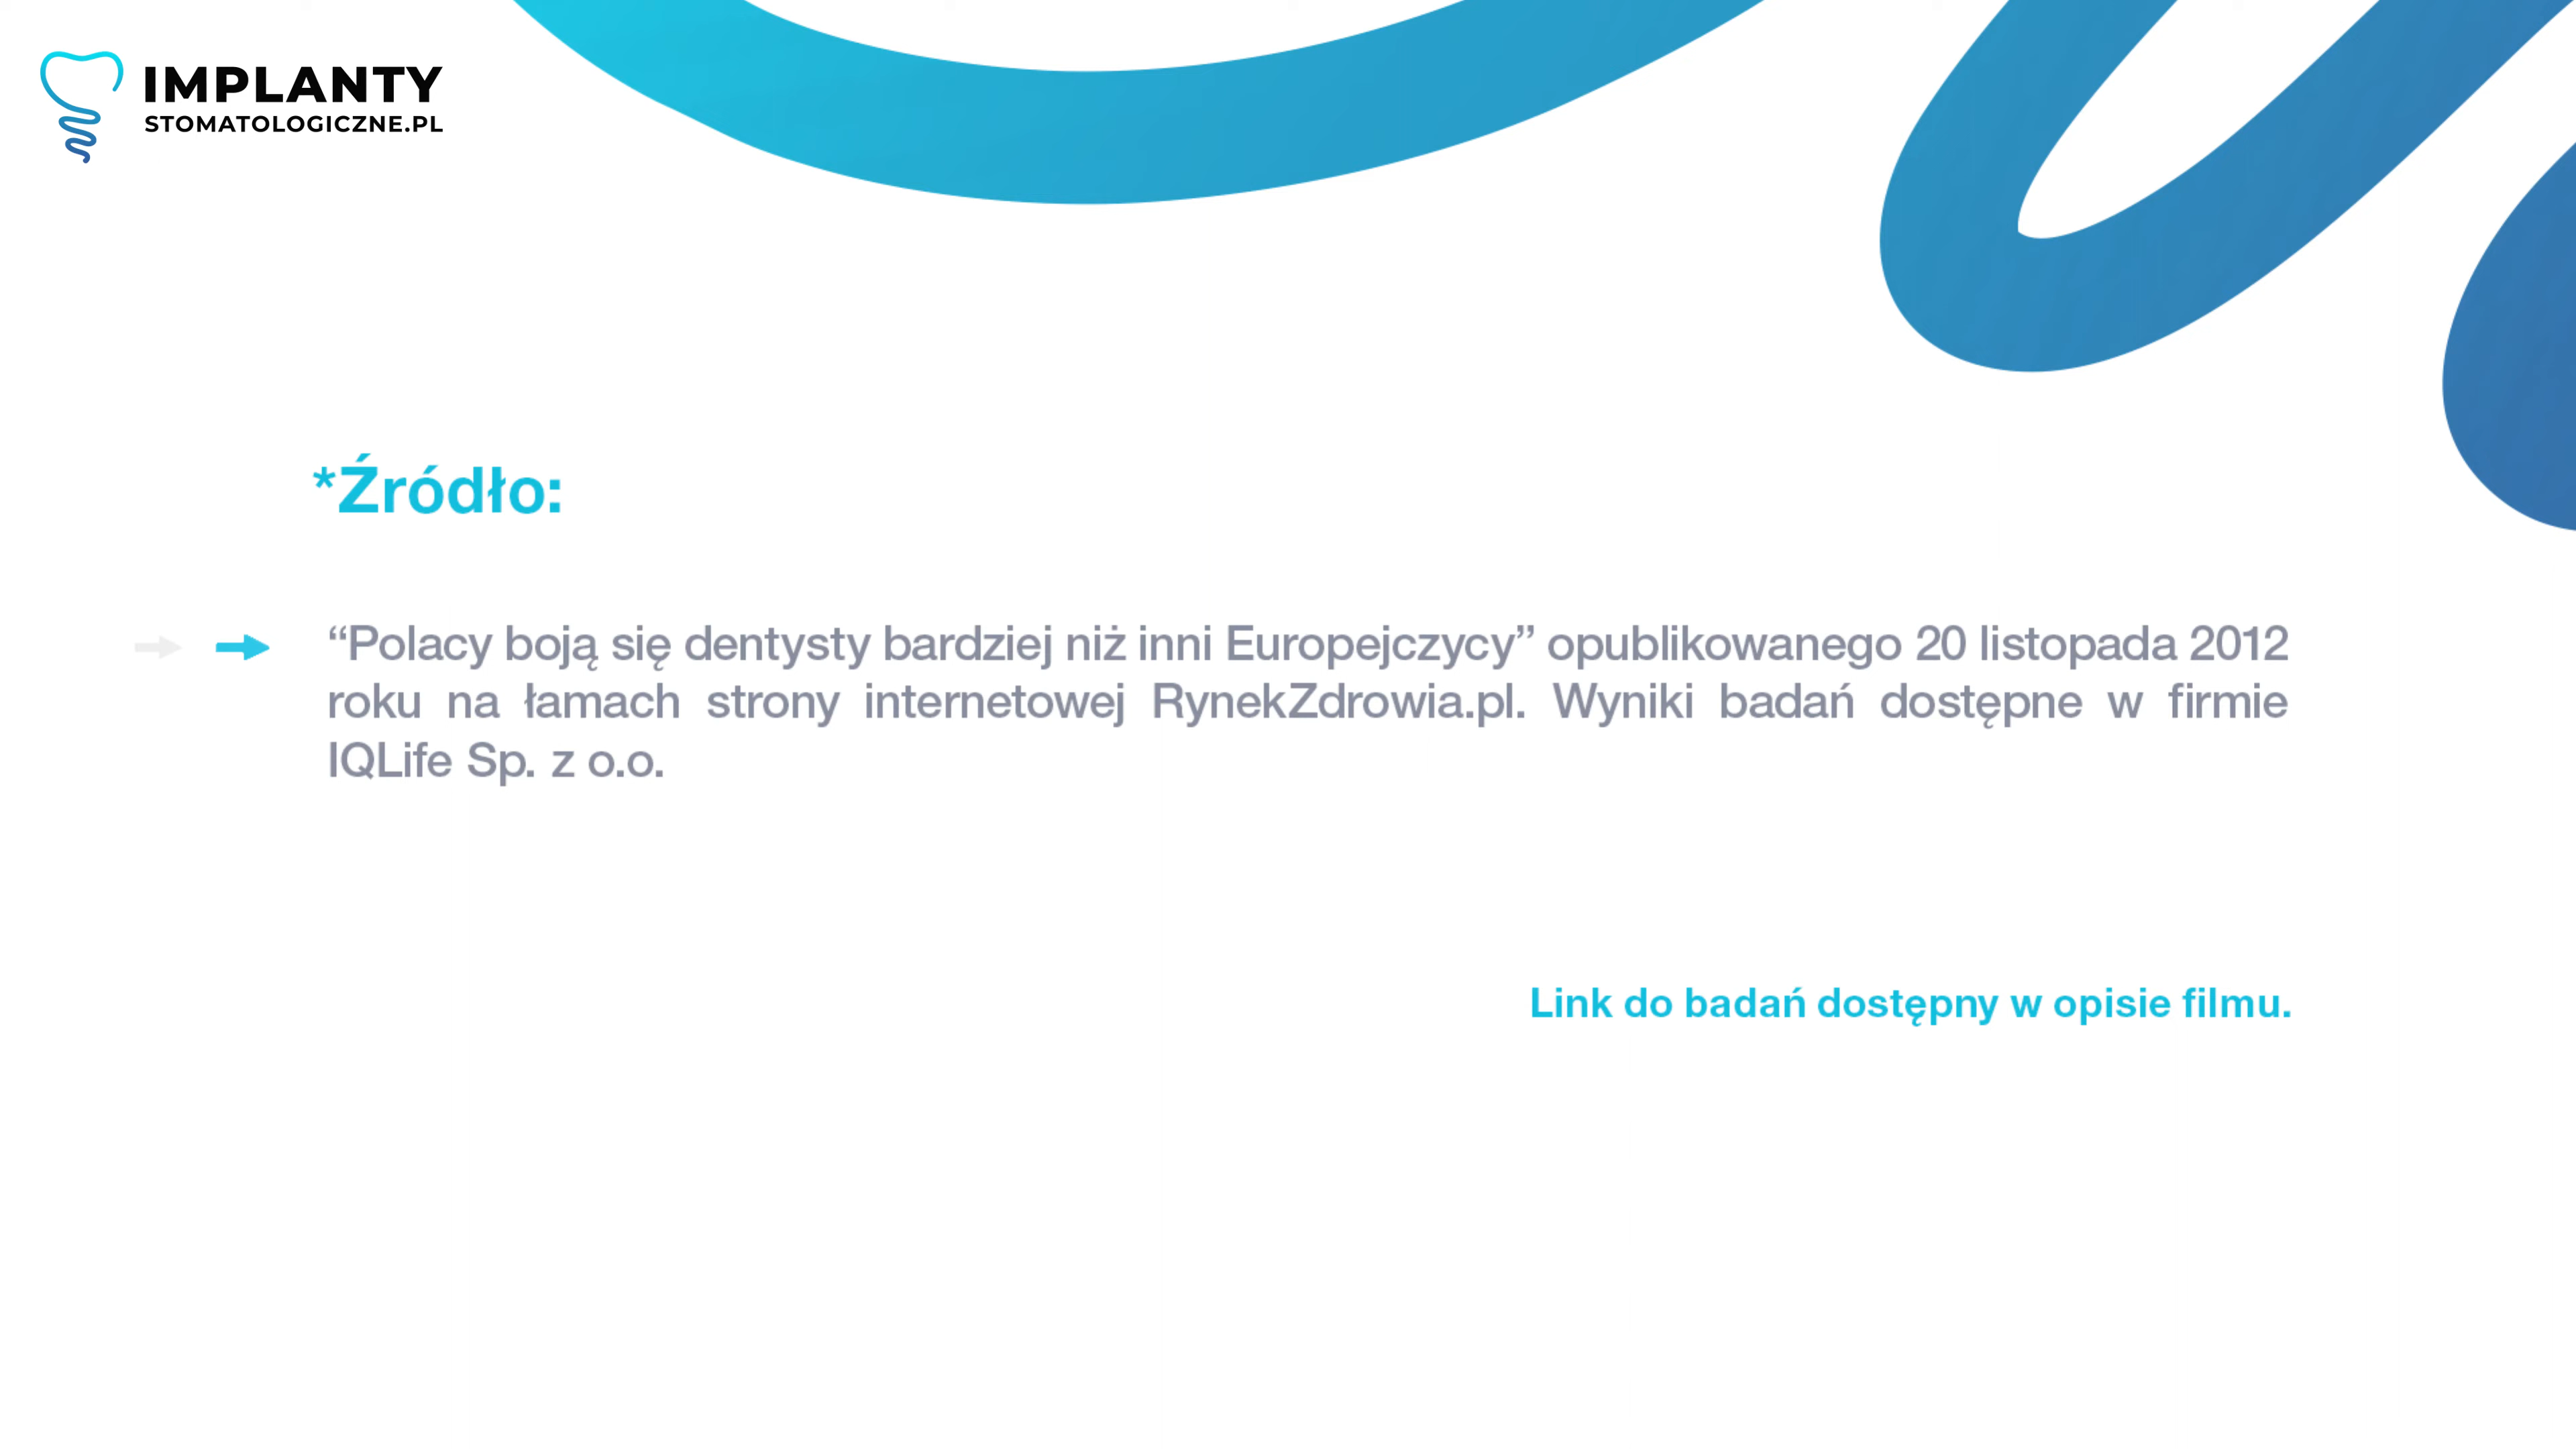 IMPLANTY
STOMATOLOGICZNE.PL
*Źródło:
“Polacy boją się dentysty bardziej niż inni Europejczycy” opublikowanego 20 listopada 2012
roku na łamach strony internetowej RynekZdrowia.pl. Wyniki badań dostępne w firmie
IQLife Sp. z o.o.
Link do badań dostępny w opisie filmu.